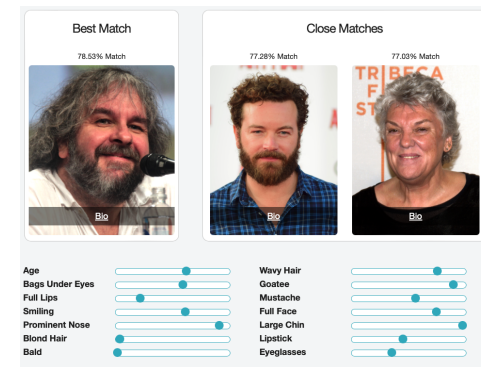 Best Match
Close Matches
78.53% Match
77.28% Match
77.03% Match
TRIBECA
F
ST
Bio
Bio
Bio
Age
Bags Under Eyes
Full Lips
Smiling
Prominent Nose
Blond Hair
Bald
Wavy Hair
Goatee
Mustache
Full Face
Large Chin
Lipstick
Eyeglasses